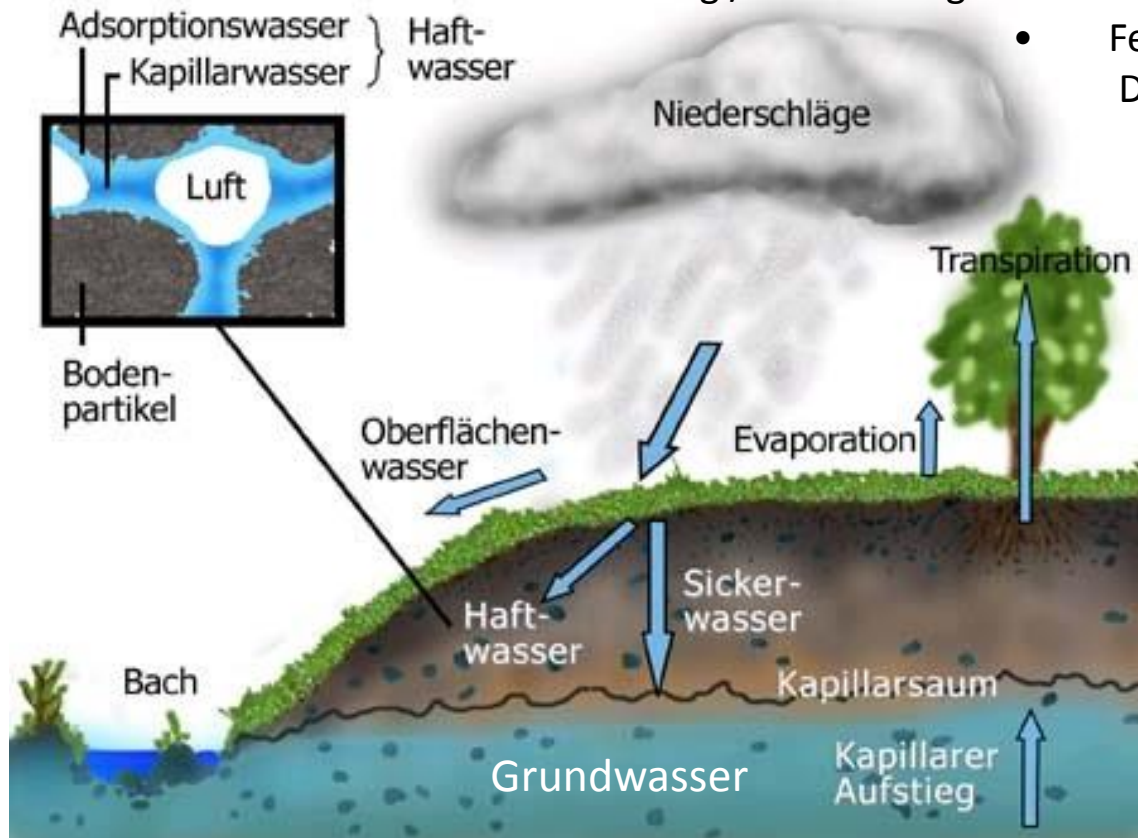 Adsorptionswasser
Kapillarwasser
Haft-
wasser
Niederschläge
Luft
Transpiration
Boden-
partikel
Oberflächen-
wasser
Evaporation
Sicker-
wasser
Haft-
wasser
Bach
Kapillarsaum
Kapillarer
Aufstieg
Grundwasser